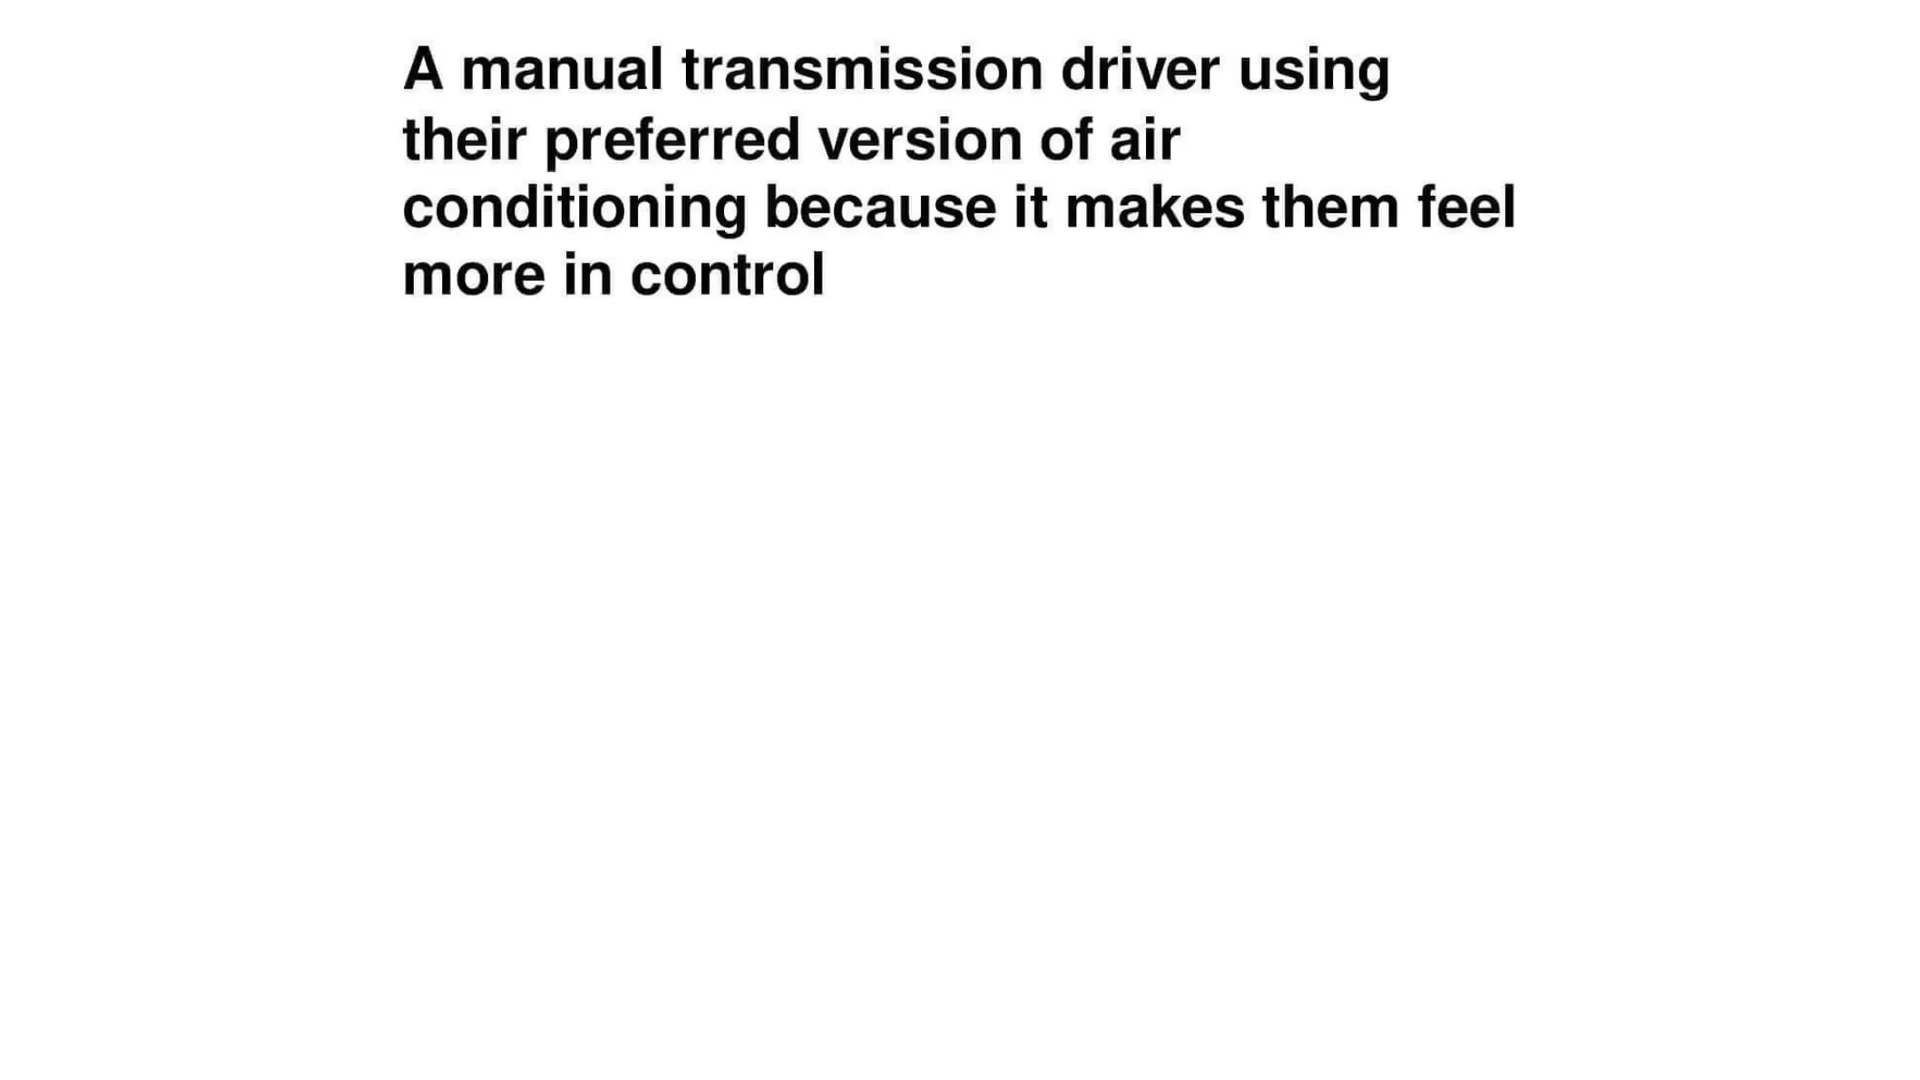 A manual transmission driver using
their preferred version of air
conditioning because it makes them feel
more in control